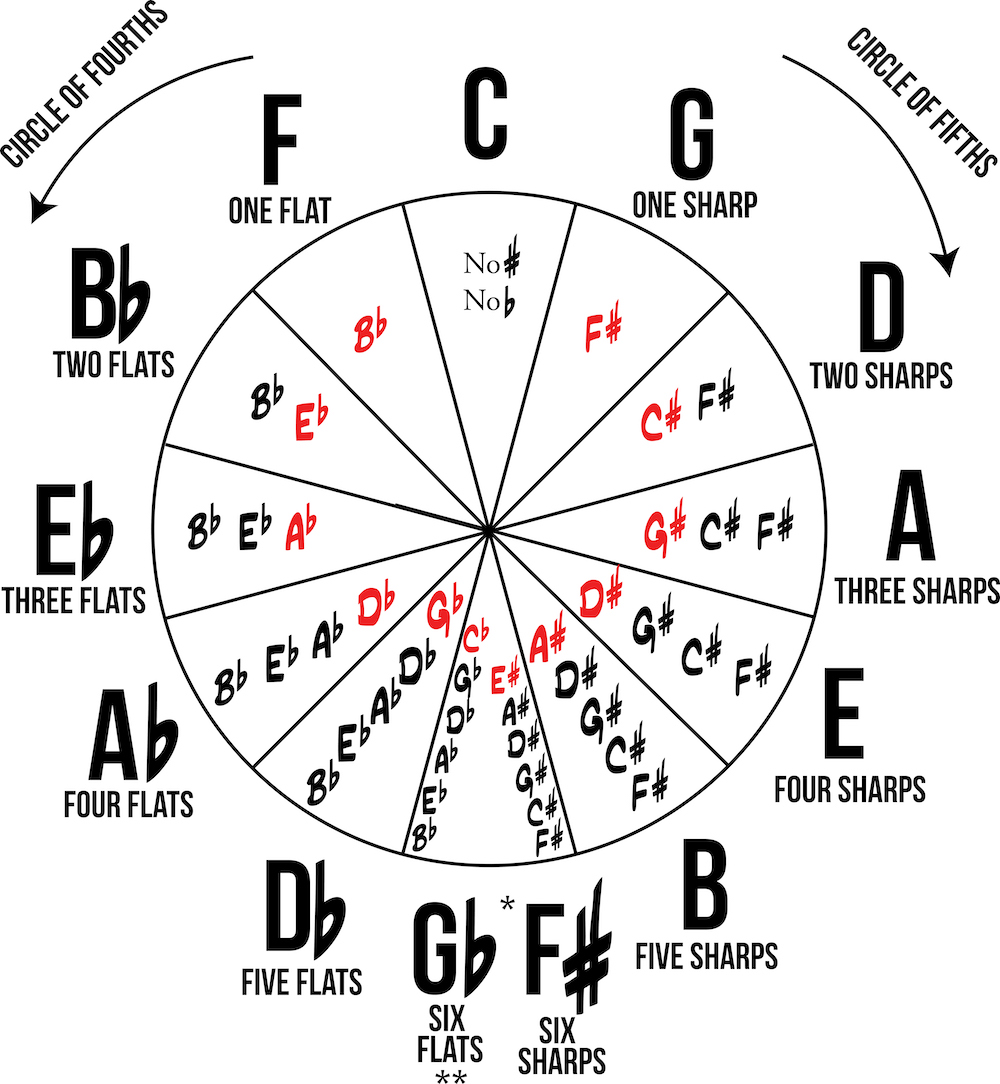 CIRCLE OF FOURTHS
CIRCLE OF FIFTHS
C
No #
No ♭
G
ONE SHARP
F#
D
TWO SHARPS
C# F#
A
THREE SHARPS
G# C# F#
E
FOUR SHARPS
D# G# C# F#
B
FIVE SHARPS
A#
D#
G#
C#
F#
F#
SIX
SHARPS
E#
A#
D#
G#
C#
F#
*
G♭
SIX
FLATS
**
C♭
G♭
D♭
A♭
E♭
B♭
D♭
FIVE FLATS
B♭ E♭ A♭ D♭ G♭
A♭
FOUR FLATS
B♭ E♭ A♭ D♭
E♭
THREE FLATS
B♭ E♭ A♭
B♭
TWO FLATS
B♭ E♭
F
ONE FLAT
B♭